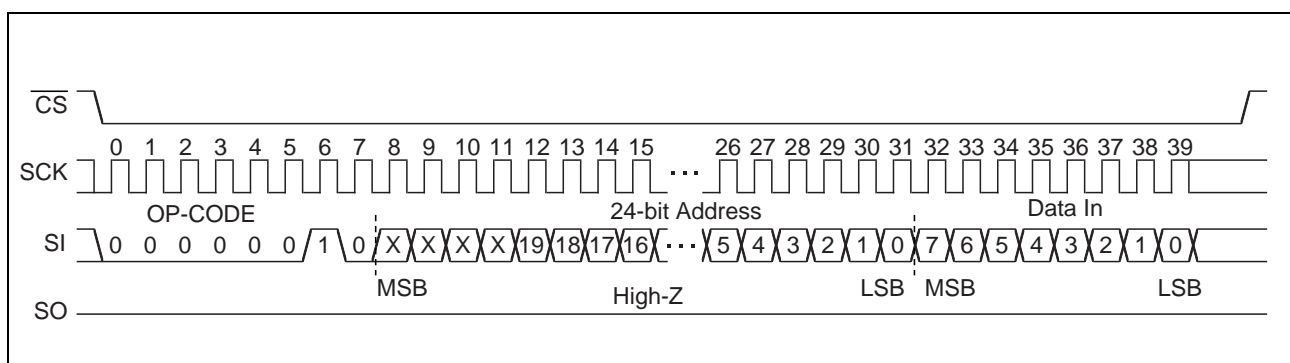 CS
0 1 2 3 4 5 6 7 8 9 10 11 12 13 14 15 26 27 28 29 30 31 32 33 34 35 36 37 38 39
SCK
OP-CODE 24-bit Address Data In
SI 0 0 0 0 0 0 1 0 X X X X 19 18 17 16 5 4 3 2 1 0 7 6 5 4 3 2 1 0
MSB High-Z LSB MSB LSB
SO